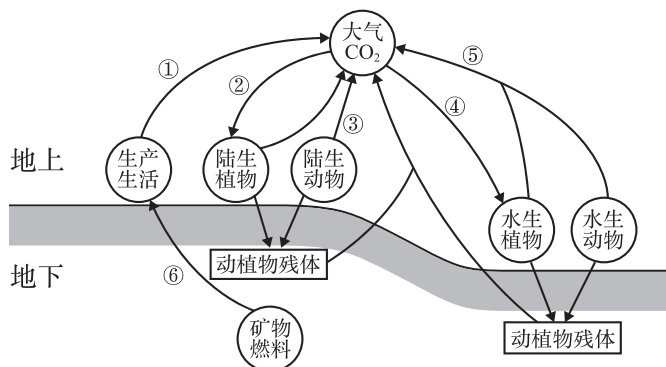 大气
CO₂
①
②
③
④
⑤
地上
生产
生活
陆生
植物
陆生
动物
水生
植物
水生
动物
动植物残体
地下
⑥
矿物
燃料
动植物残体